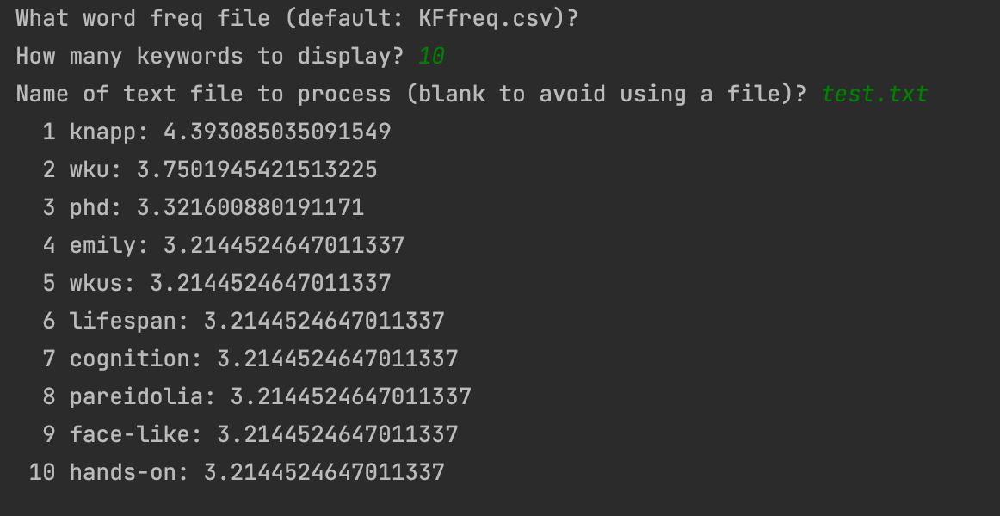 What word freq file (default: KFfreq.csv)?
How many keywords to display? 10
Name of text file to process (blank to avoid using a file)? test.txt
1 knapp: 4.393085035091549
2 wku: 3.7501945421513225
3 phd: 3.321600880191171
4 emily: 3.2144524647011337
5 wkus: 3.2144524647011337
6 lifespan: 3.2144524647011337
7 cognition: 3.2144524647011337
8 pareidolia: 3.2144524647011337
9 face-like: 3.2144524647011337
10 hands-on: 3.2144524647011337